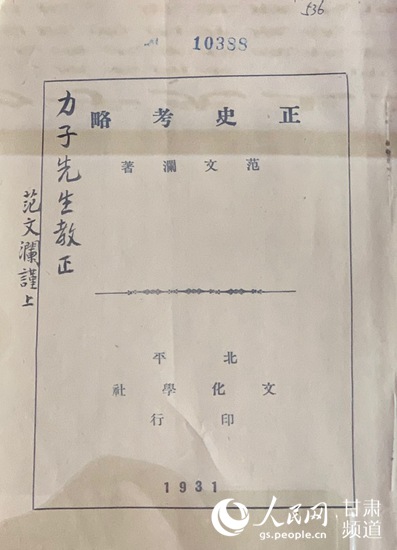 536
10388
正史考略
范文瀾著
力子先生教正
范文瀾謹上
北平
文化學社
印行
1931
人民网 甘肃频道
gs.people.cn